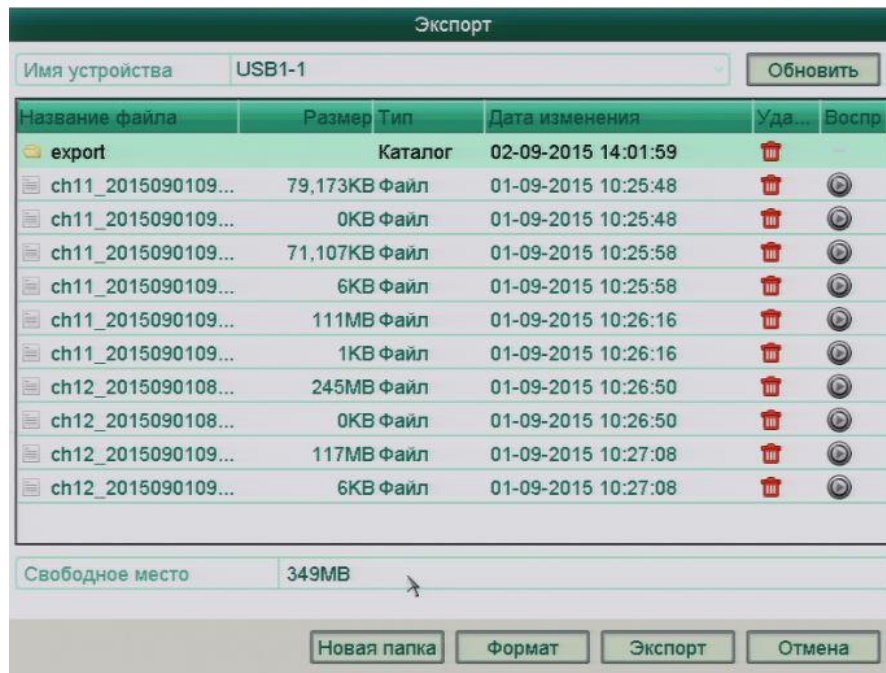 Экспорт
Имя устройства USB1-1 Обновить
Название файла Размер Тип Дата изменения Уда... Воспр
export Каталог 02-09-2015 14:01:59 --
ch11_2015090109... 79,173KB Файл 01-09-2015 10:25:48
ch11_2015090109... 0KB Файл 01-09-2015 10:25:48
ch11_2015090109... 71,107KB Файл 01-09-2015 10:25:58
ch11_2015090109... 6KB Файл 01-09-2015 10:25:58
ch11_2015090109... 111MB Файл 01-09-2015 10:26:16
ch11_2015090109... 1KB Файл 01-09-2015 10:26:16
ch12_2015090108... 245MB Файл 01-09-2015 10:26:50
ch12_2015090108... 0KB Файл 01-09-2015 10:26:50
ch12_2015090109... 117MB Файл 01-09-2015 10:27:08
ch12_2015090109... 6KB Файл 01-09-2015 10:27:08
Свободное место 349MB
Новая папка Формат Экспорт Отмена